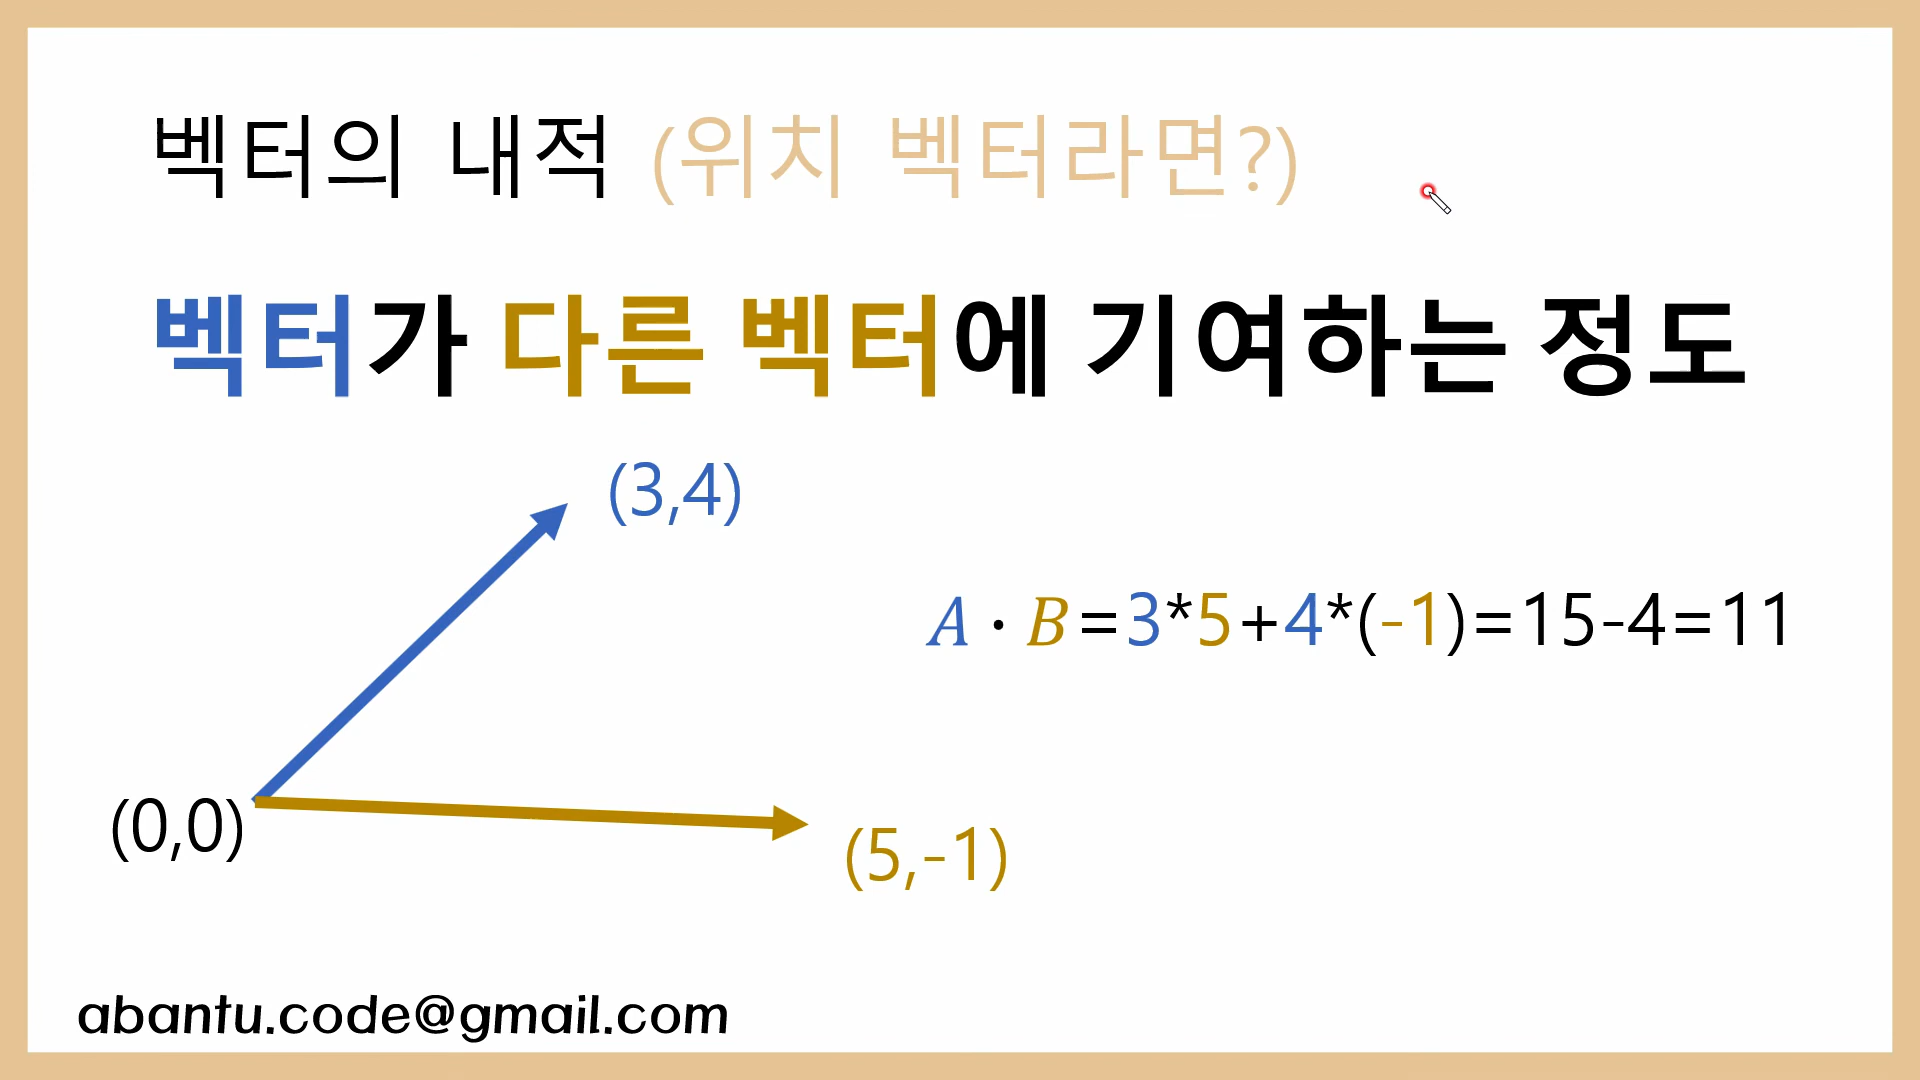 벡터의 내적 (위치 벡터라면?)
벡터가 다른 벡터에 기여하는 정도
(3,4)
A · B=3*5+4*(-1)=15-4=11
(0,0)
(5,-1)
abantu.code@gmail.com